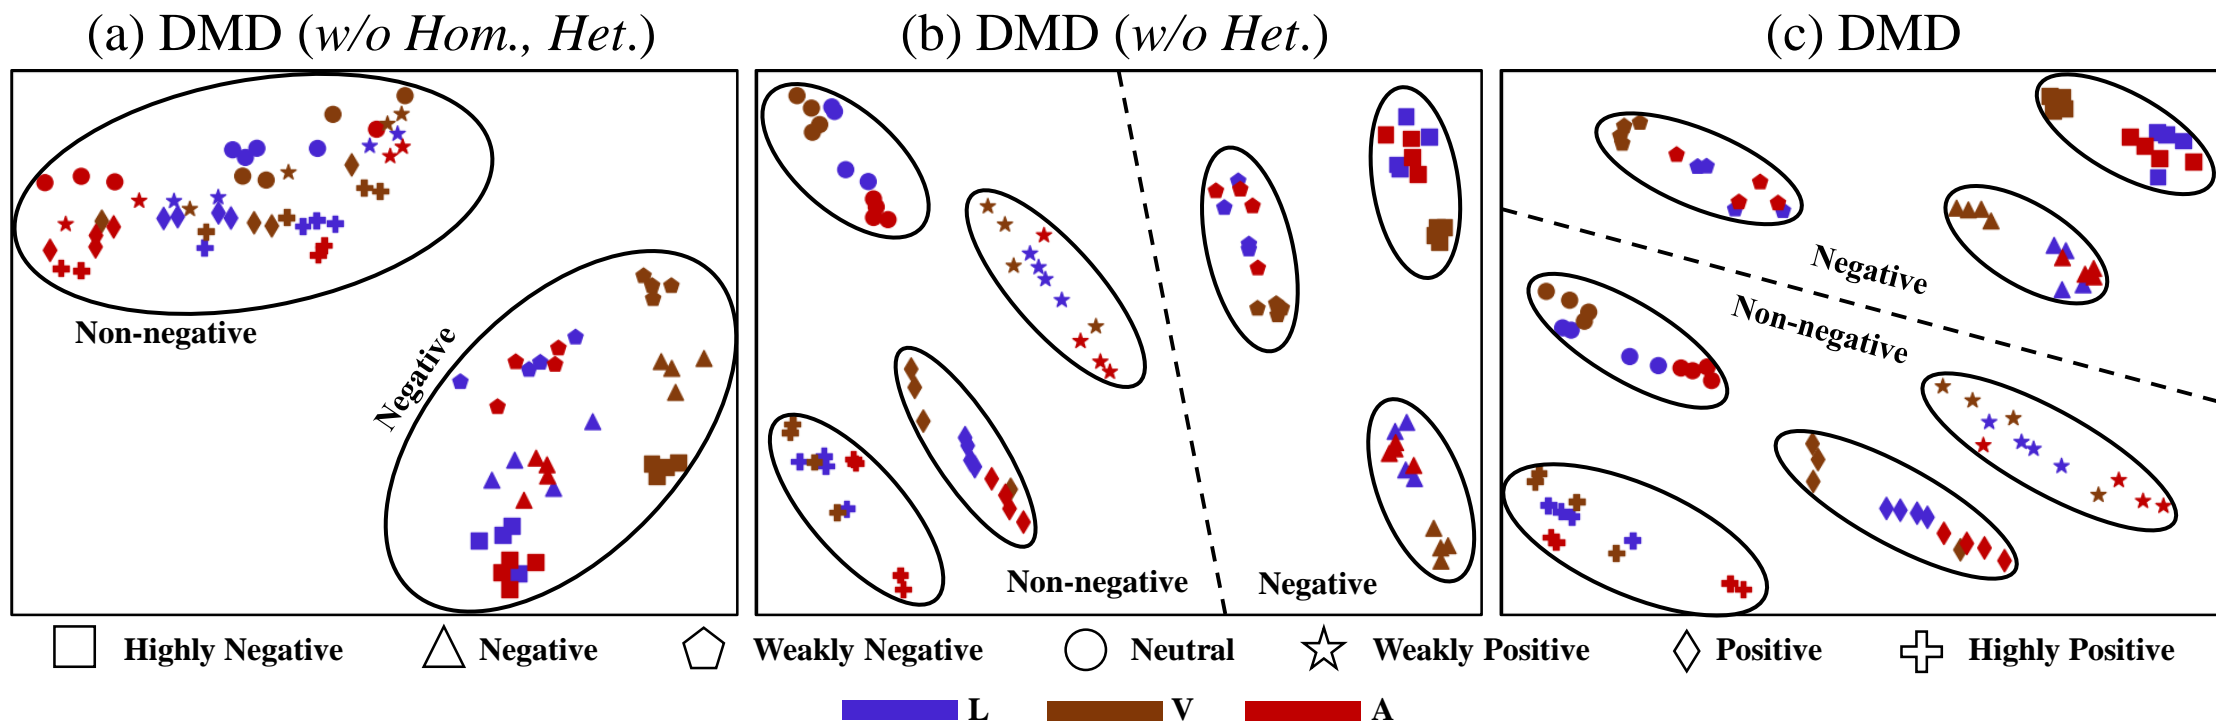 (a) DMD (w/o Hom., Het.)
(b) DMD (w/o Het.)
(c) DMD
Non-negative
Negative
Non-negative
Negative
Negative
Non-negative
Highly Negative
Negative
Weakly Negative
Neutral
Weakly Positive
Positive
Highly Positive
L
V
A